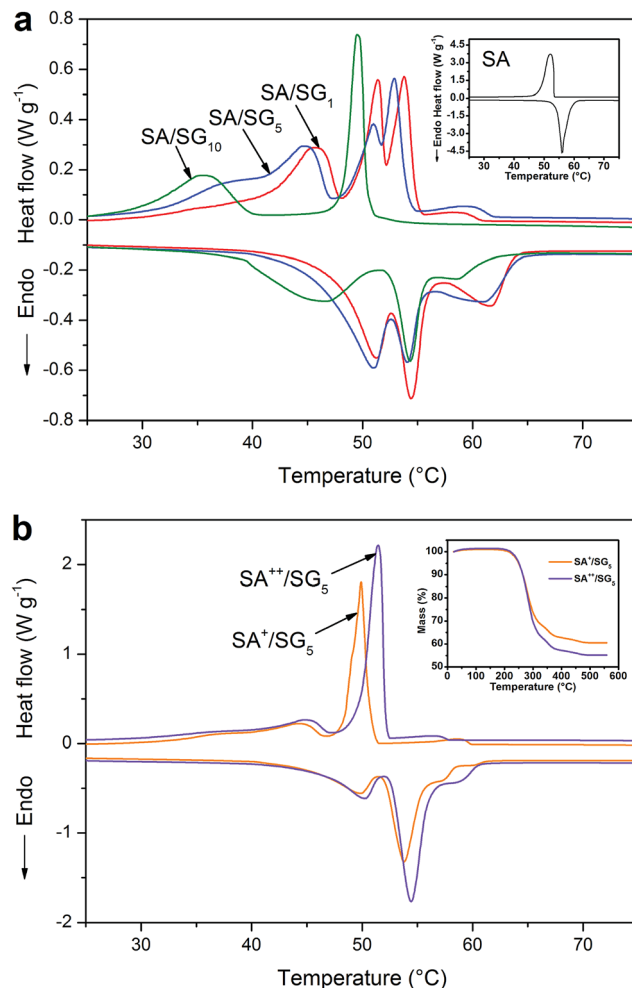 a
0.8
0.6
0.4
0.2
0.0
-0.2
-0.4
-0.6
-0.8
← Endo Heat flow (W g⁻¹)
SA/SG₁₀
SA/SG₅
SA/SG₁
SA
4.5
3.0
1.5
0.0
-1.5
-3.0
-4.5
← Endo Heat flow (W g⁻¹)
30 40 50 60 70
Temperature (°C)
30 40 50 60 70
Temperature (°C)
b
2
1
0
-1
-2
← Endo Heat flow (W g⁻¹)
SA⁺⁺/SG₅
SA⁺/SG₅
100
90
80
70
60
50
Mass (%)
SA⁺/SG₅
SA⁺⁺/SG₅
0 100 200 300 400 500 600
Temperature (°C)
30 40 50 60 70
Temperature (°C)